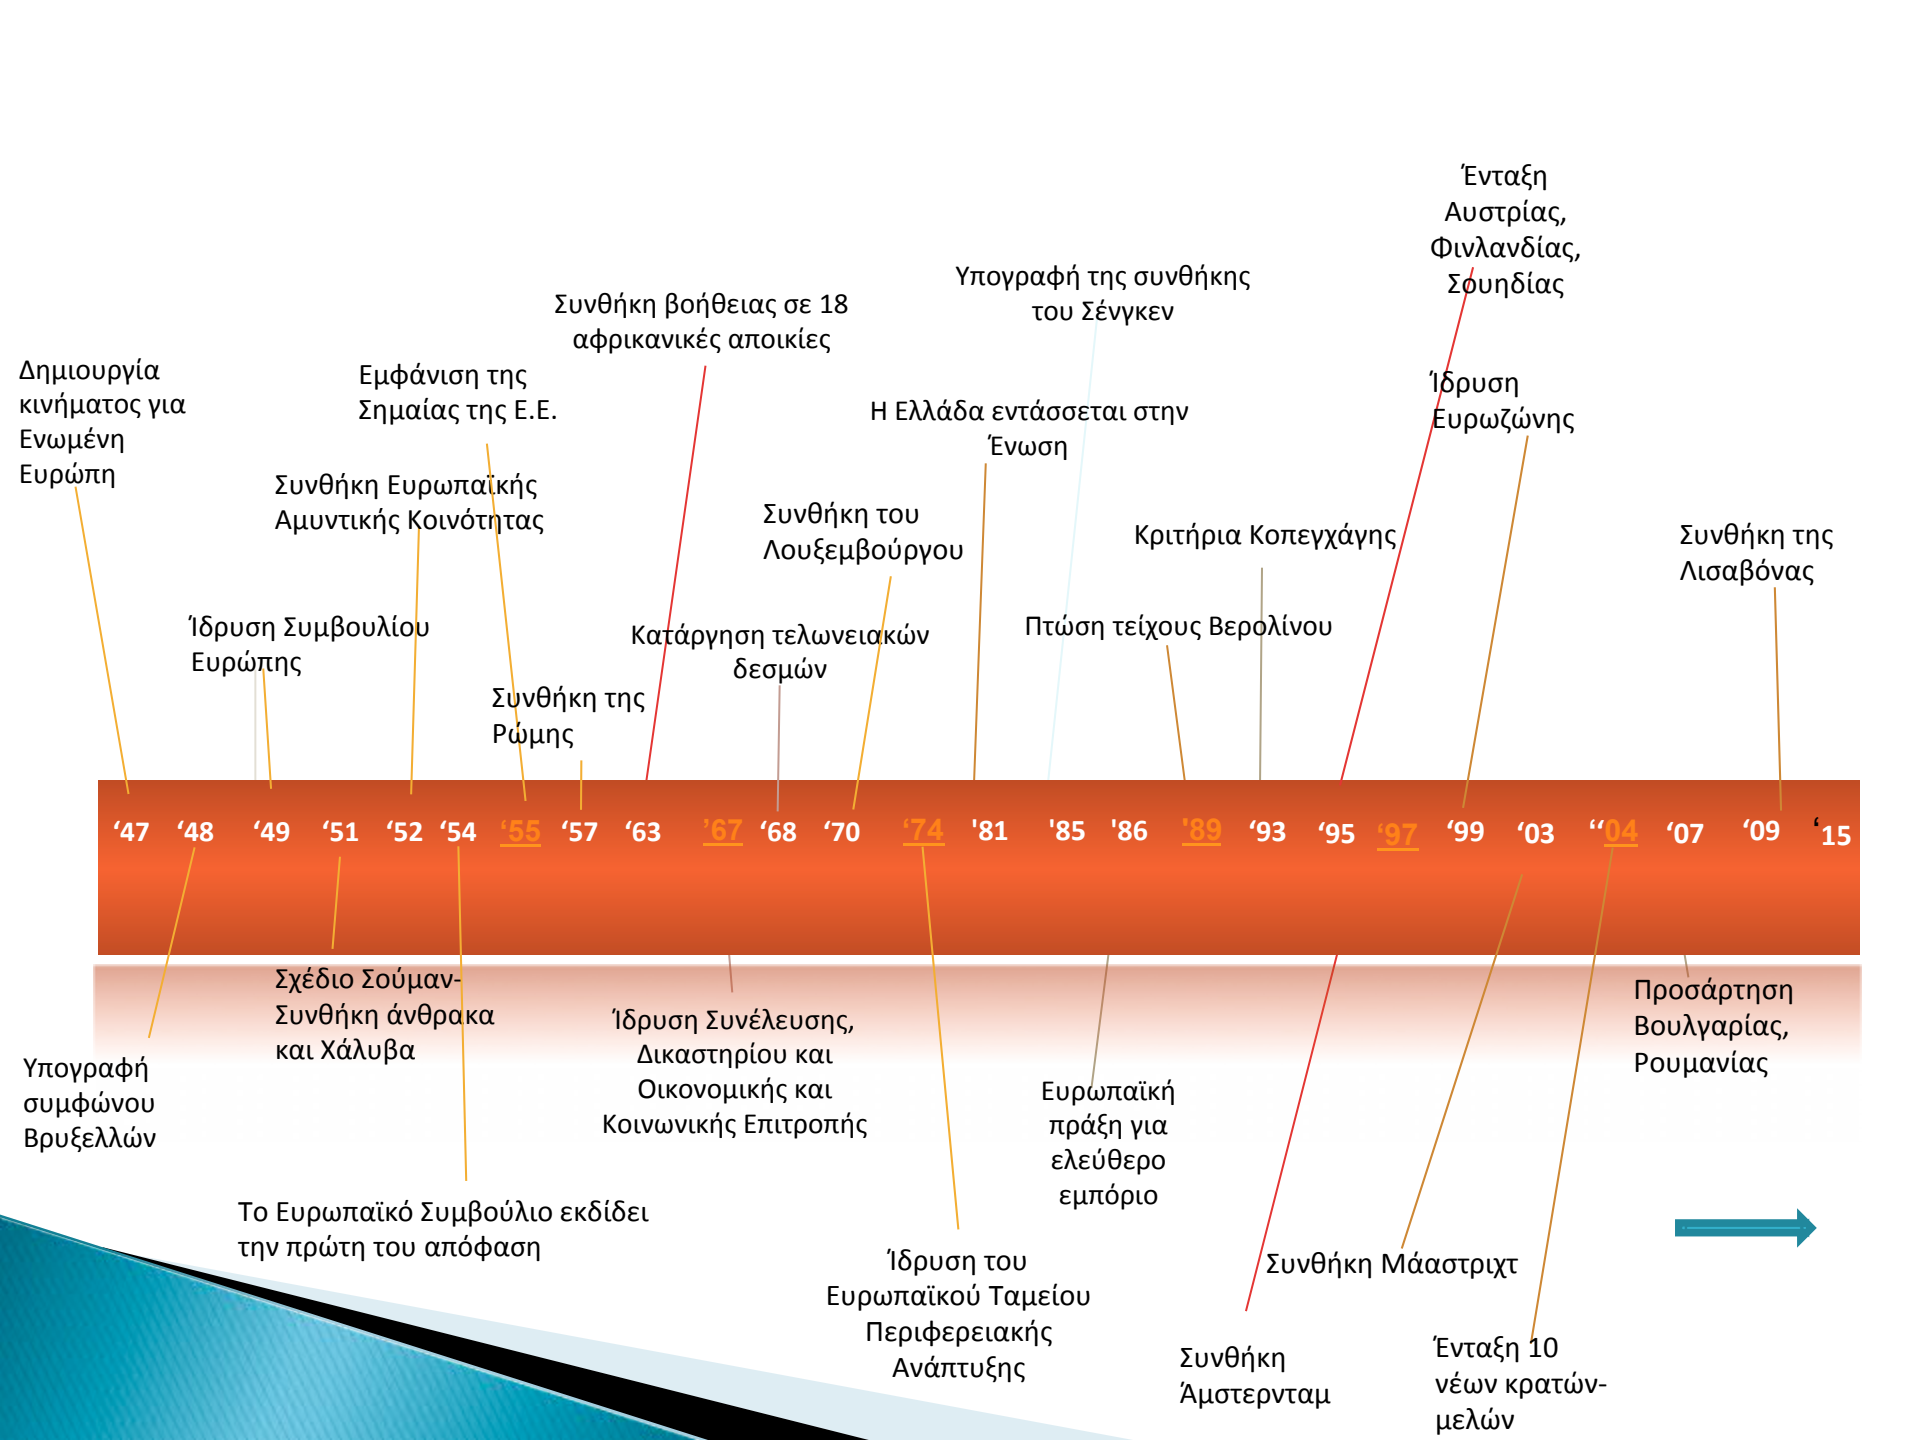 Ένταξη
Αυστρίας,
Φινλανδίας,
Σουηδίας
Υπογραφή της συνθήκης
του Σένγκεν
Συνθήκη βοήθειας σε 18
αφρικανικές αποικίες
Δημιουργία
κινήματος για
Ενωμένη
Ευρώπη
Εμφάνιση της
Σημαίας της Ε.Ε.
Ίδρυση
Ευρωζώνης
Η Ελλάδα εντάσσεται στην
Ένωση
Συνθήκη Ευρωπαϊκής
Αμυντικής Κοινότητας
Συνθήκη του
Λουξεμβούργου
Κριτήρια Κοπεγχάγης
Συνθήκη της
Λισαβόνας
Ίδρυση Συμβουλίου
Ευρώπης
Κατάργηση τελωνειακών
δεσμών
Πτώση τείχους Βερολίνου
Συνθήκη της
Ρώμης
‘47 ‘48 ‘49 ‘51 ‘52 ‘54 ‘55 ‘57 ‘63 ’67 ‘68 ‘70 ‘74 '81 '85 '86 '89 ‘93 ‘95 ‘97 ‘99 ‘03 ‘‘04 ‘07 ‘09 ‘15
Σχέδιο Σούμαν-
Συνθήκη άνθρακα
και Χάλυβα
Προσάρτηση
Βουλγαρίας,
Ρουμανίας
Ίδρυση Συνέλευσης,
Δικαστηρίου και
Οικονομικής και
Κοινωνικής Επιτροπής
Υπογραφή
συμφώνου
Βρυξελλών
Ευρωπαϊκή
πράξη για
ελεύθερο
εμπόριο
Το Ευρωπαϊκό Συμβούλιο εκδίδει
την πρώτη του απόφαση
Ίδρυση του
Ευρωπαϊκού Ταμείου
Περιφερειακής
Ανάπτυξης
Συνθήκη Μάαστριχτ
Συνθήκη
Άμστερνταμ
Ένταξη 10
νέων κρατών-
μελών